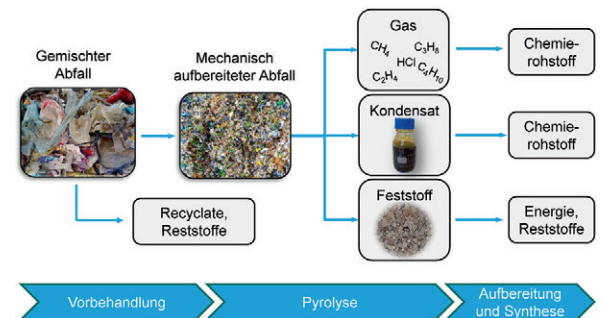 Gemischter
Abfall
Mechanisch
aufbereiteter Abfall
Gas
CH4
C3H8
HCl
C4H10
C2H4
Chemie-
rohstoff
Kondensat
Chemie-
rohstoff
Feststoff
Energie,
Reststoffe
Recyclate,
Reststoffe
Vorbehandlung
Pyrolyse
Aufbereitung
und Synthese